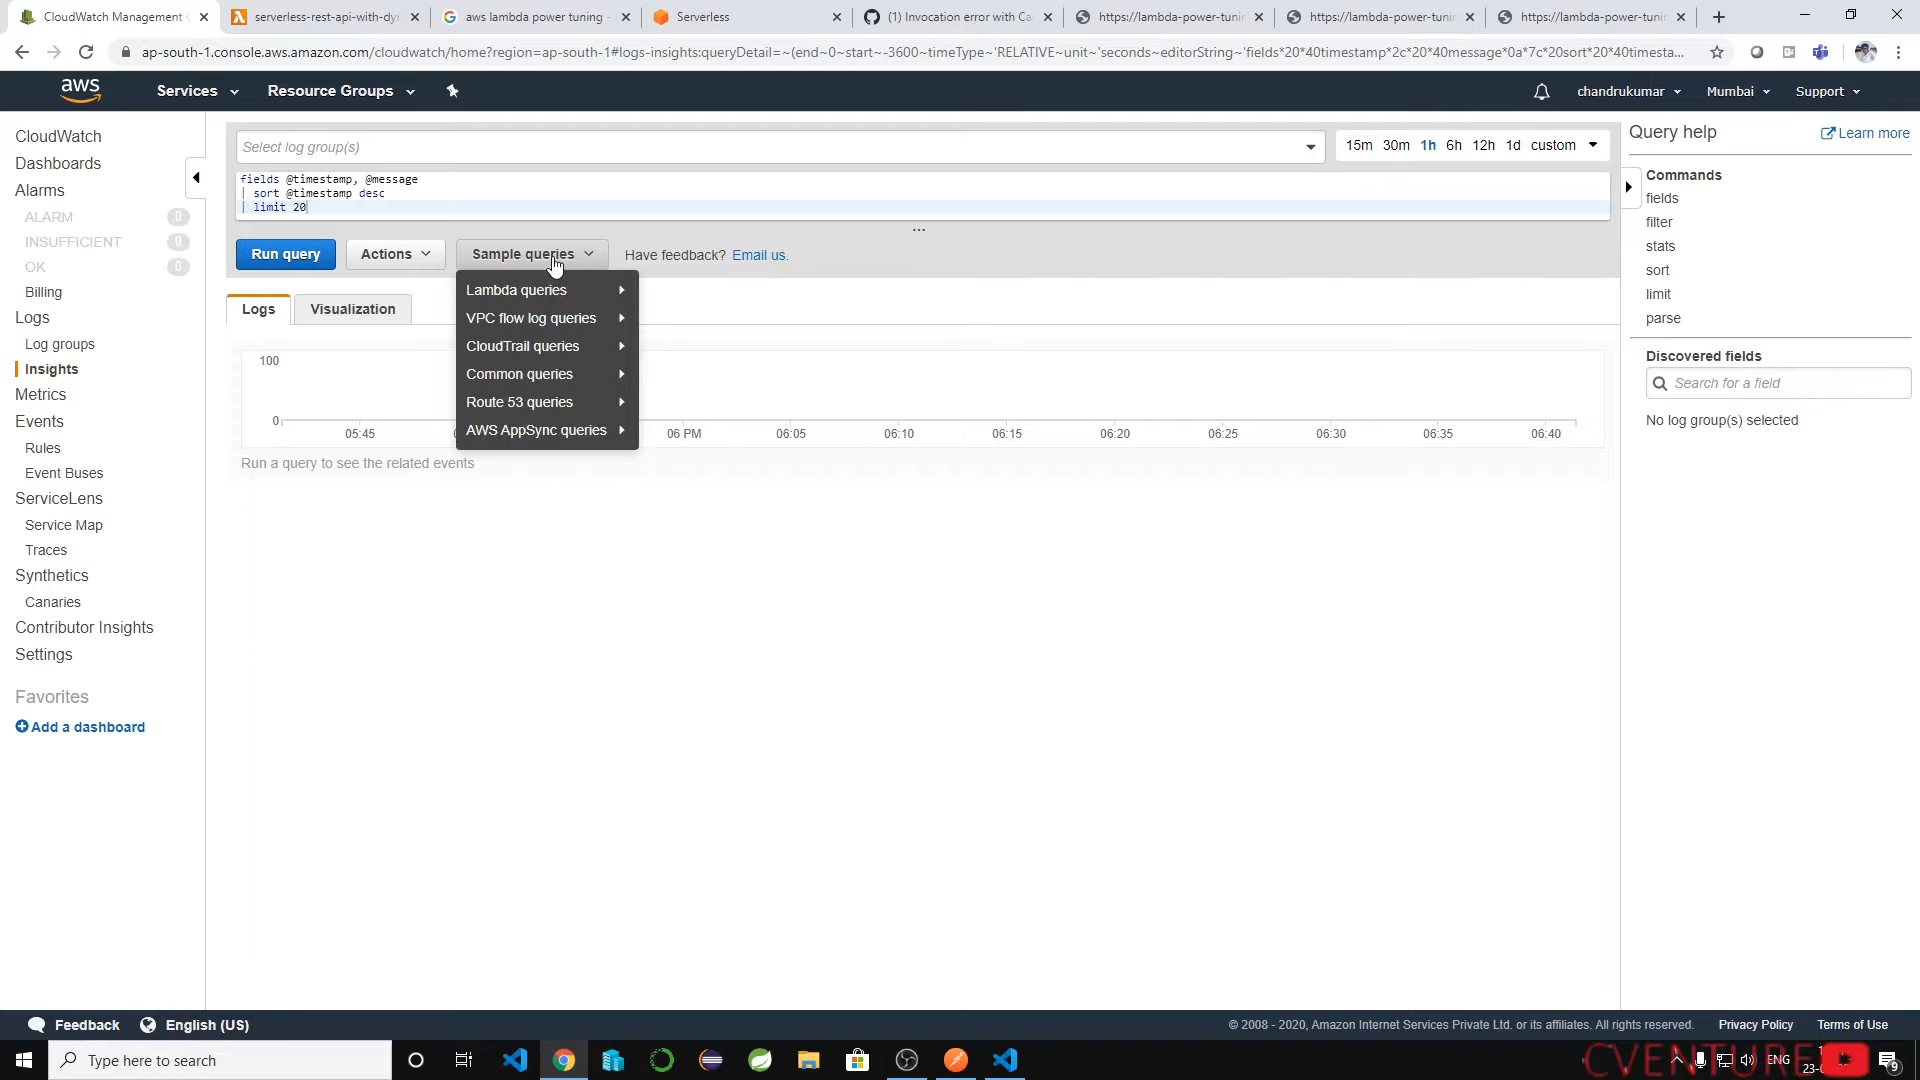 CloudWatch Management C
serverless-rest-api-with-dyn
aws lambda power tuning -
Serverless
(1) Invocation error with Ca
https://lambda-power-tuni
https://lambda-power-tuni
https://lambda-power-tuni
ap-south-1.console.aws.amazon.com/cloudwatch/home?region=ap-south-1#logs-insights:queryDetail=~(end~0~start~-3600~timeType~'RELATIVE~unit~'seconds~editorString~'fields*20*40timestamp*2c*20*40message*0a*7c*20sort*20*40timesta...
aws
Services
Resource Groups
chandrukumar
Mumbai
Support
CloudWatch
Dashboards
Alarms
ALARM 0
INSUFFICIENT 0
OK 0
Billing
Logs
Log groups
Insights
Metrics
Events
Rules
Event Buses
ServiceLens
Service Map
Traces
Synthetics
Canaries
Contributor Insights
Settings
Favorites
Add a dashboard
Select log group(s)
15m 30m 1h 6h 12h 1d custom
fields @timestamp, @message
| sort @timestamp desc
| limit 20
Run query
Actions
Sample queries
Have feedback? Email us.
Lambda queries
VPC flow log queries
CloudTrail queries
Common queries
Route 53 queries
AWS AppSync queries
Logs
Visualization
100
0
05:45
06 PM
06:05
06:10
06:15
06:20
06:25
06:30
06:35
06:40
Run a query to see the related events
Query help
Learn more
Commands
fields
filter
stats
sort
limit
parse
Discovered fields
Search for a field
No log group(s) selected
Feedback
English (US)
© 2008 - 2020, Amazon Internet Services Private Ltd. or its affiliates. All rights reserved.
Privacy Policy
Terms of Use
Type here to search
CVENTURE
ENG
9